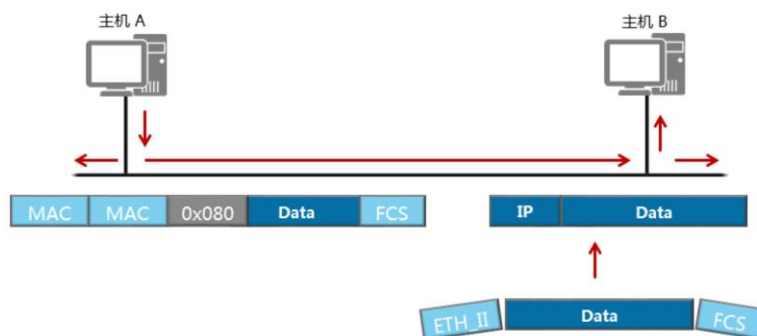 主机 A
主机 B
MAC MAC 0x080 Data FCS
IP Data
ETH_II Data FCS